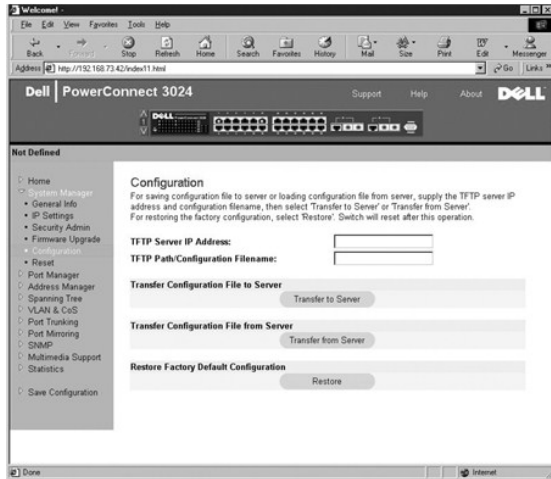 Welcome! -
File Edit View Favorites Tools Help
Back Forward Stop Refresh Home Search Favorites History Mail Size Print Edit Messenger
Address http://192.168.73.42/index11.html Go Links
Dell PowerConnect 3024 Support Help About DELL
DELL
Not Defined
Home
System Manager
General Info
IP Settings
Security Admin
Firmware Upgrade
Configuration
Reset
Port Manager
Address Manager
Spanning Tree
VLAN & CoS
Port Trunking
Port Mirroring
SNMP
Multimedia Support
Statistics
Save Configuration
Configuration
For saving configuration file to server or loading configuration file from server, supply the TFTP server IP
address and configuration filename, then select 'Transfer to Server' or 'Transfer from Server'.
For restoring the factory configuration, select 'Restore'. Switch will reset after this operation.
TFTP Server IP Address:
TFTP Path/Configuration Filename:
Transfer Configuration File to Server
Transfer to Server
Transfer Configuration File from Server
Transfer from Server
Restore Factory Default Configuration
Restore
Done Internet